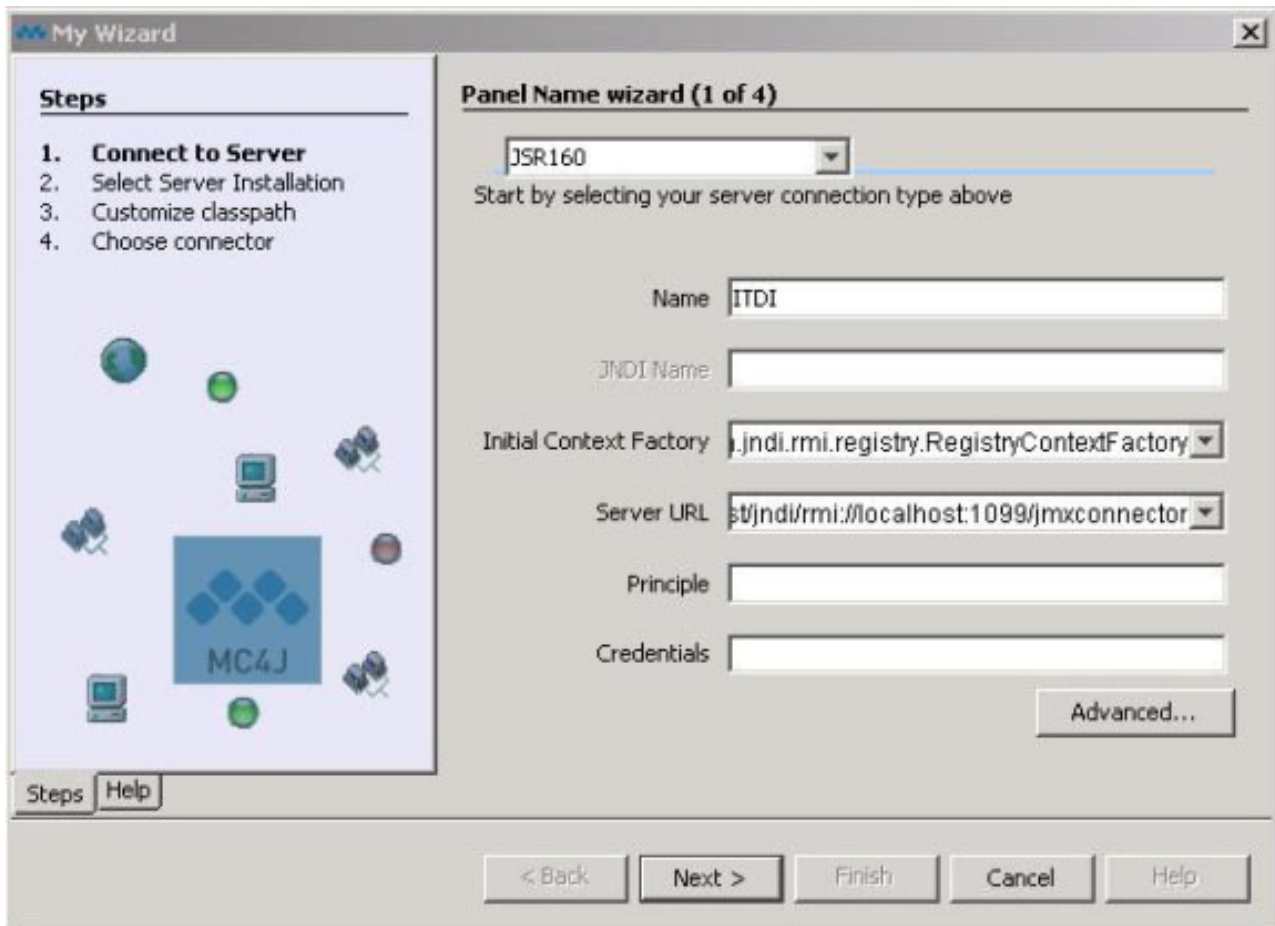 My Wizard
Steps
1. Connect to Server
2. Select Server Installation
3. Customize classpath
4. Choose connector
MC4J
Steps
Help
Panel Name wizard (1 of 4)
JSR160
Start by selecting your server connection type above
Name ITDI
JNDI Name
Initial Context Factory .jndi.rmi.registry.RegistryContextFactory
Server URL st/jndi/rmi://localhost:1099/jmxconnector
Principle
Credentials
Advanced...
< Back Next > Finish Cancel Help